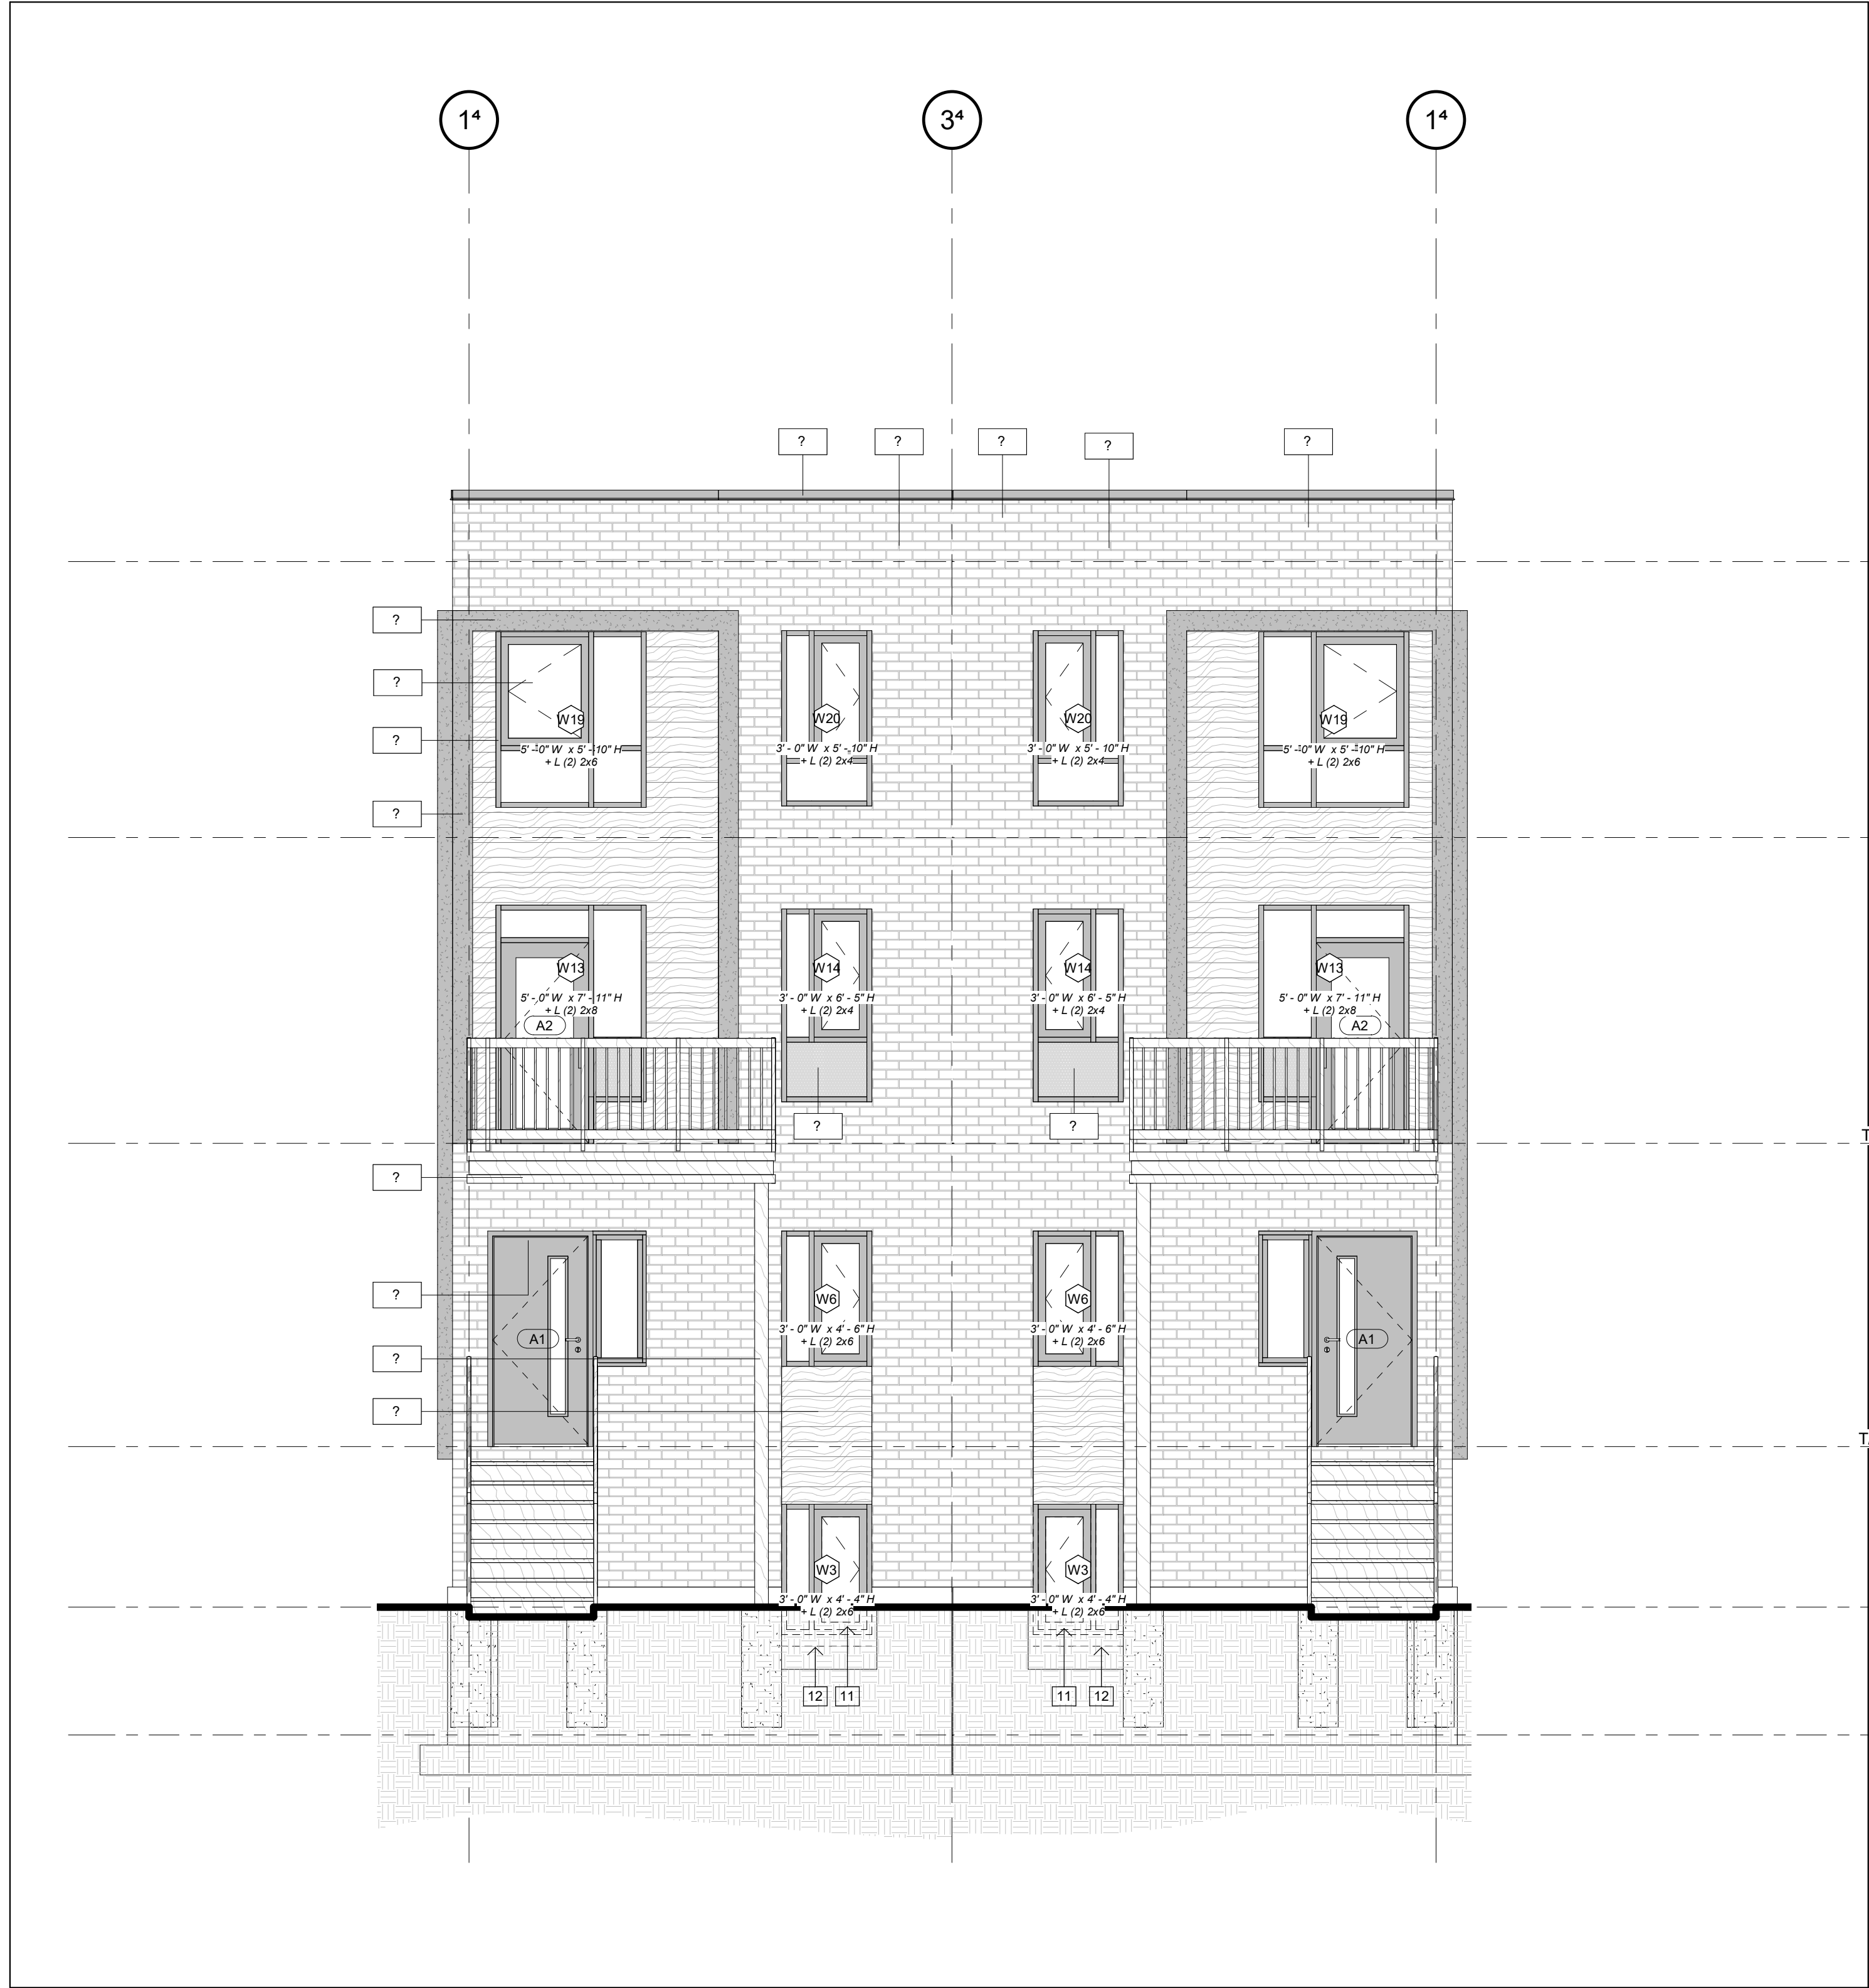 1⁴
3⁴
1⁴
?
?
?
?
?
?
?
?
?
W19
5' - 0" W x 5' - 10" H
+ L (2) 2x6
W20
3' - 0" W x 5' - 10" H
+ L (2) 2x4
W20
3' - 0" W x 5' - 10" H
+ L (2) 2x4
W19
5' - 0" W x 5' - 10" H
+ L (2) 2x6
W13
5' - 0" W x 7' - 11" H
+ L (2) 2x8
A2
W14
3' - 0" W x 6' - 5" H
+ L (2) 2x4
W14
3' - 0" W x 6' - 5" H
+ L (2) 2x4
W13
5' - 0" W x 7' - 11" H
+ L (2) 2x8
A2
?
?
T
?
?
?
?
A1
W6
3' - 0" W x 4' - 6" H
+ L (2) 2x6
W6
3' - 0" W x 4' - 6" H
+ L (2) 2x6
A1
T
W3
3' - 0" W x 4' - 4" H
+ L (2) 2x6
W3
3' - 0" W x 4' - 4" H
+ L (2) 2x6
12
11
11
12